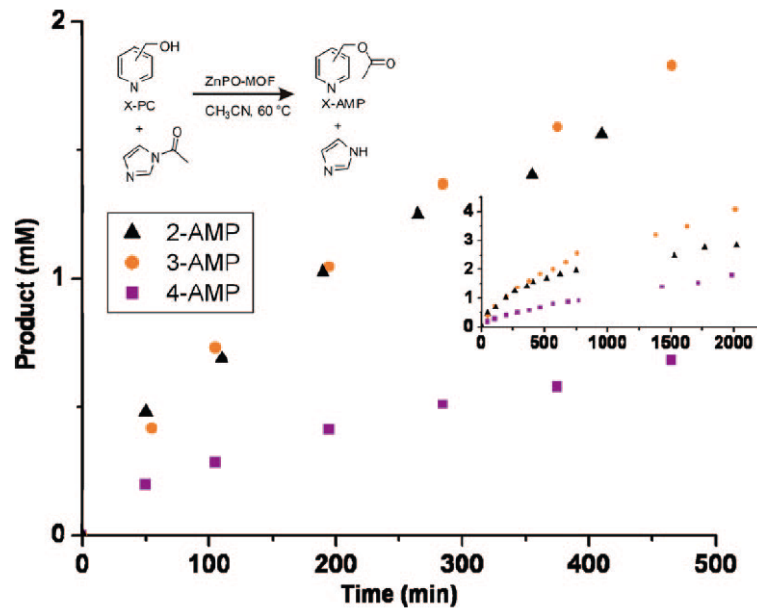 2
OH
N
X-PC
+
O
N
N
ZnPO-MOF
CH₃CN, 60 °C
O
O
N
X-AMP
+
NH
N
2-AMP
3-AMP
4-AMP
4
3
2
1
0
0 500 1000 1500 2000
1
0
Product (mM)
0 100 200 300 400 500
Time (min)